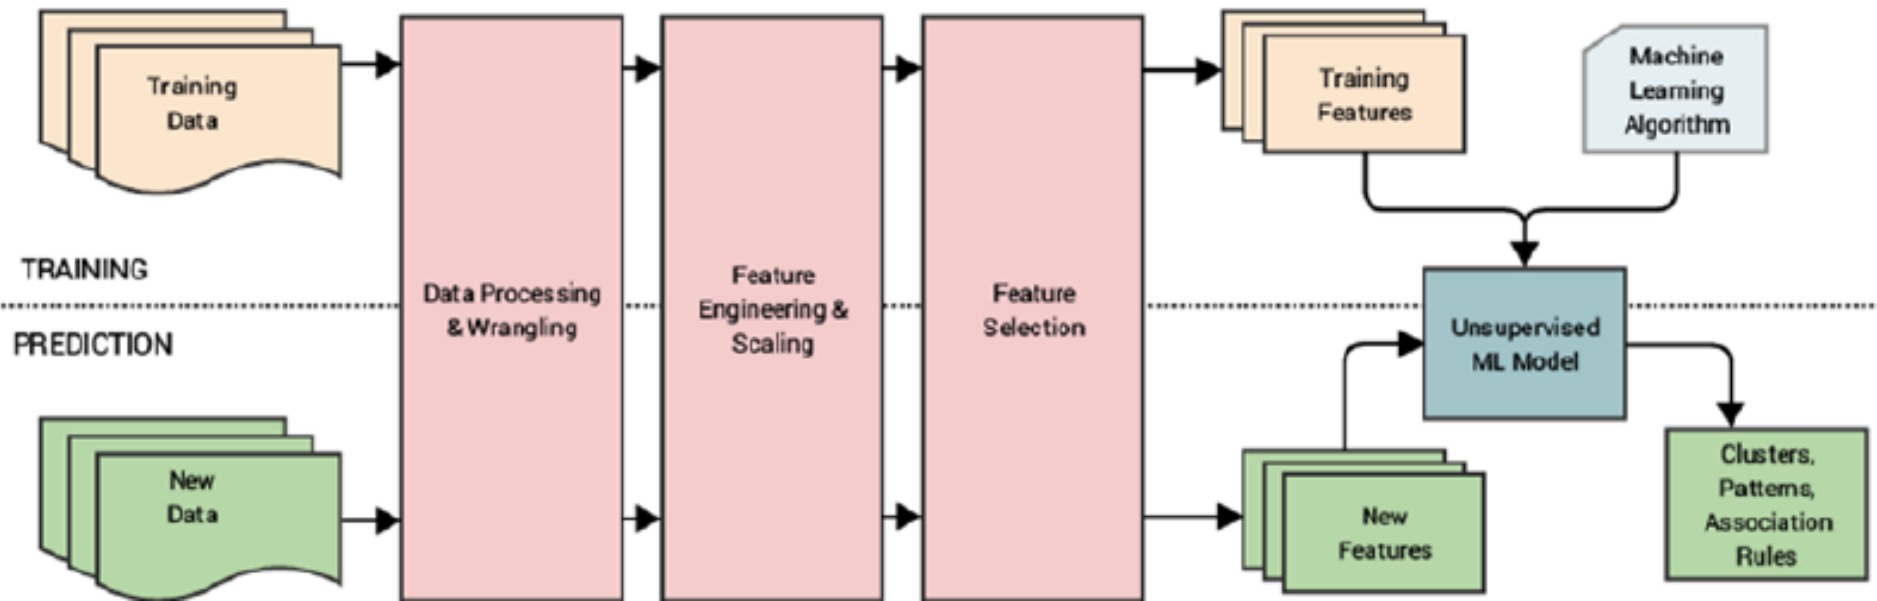 Training
Data
Training
Features
Machine
Learning
Algorithm
TRAINING
PREDICTION
Data Processing
& Wrangling
Feature
Engineering &
Scaling
Feature
Selection
Unsupervised
ML Model
New
Data
New
Features
Clusters,
Patterns,
Association
Rules